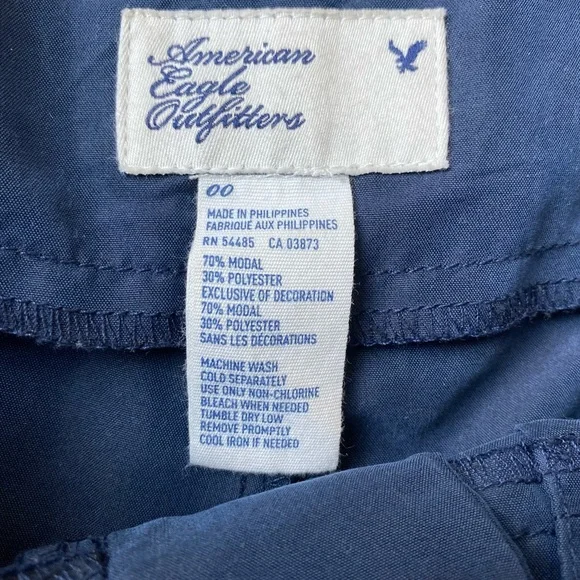 American
Eagle
Outfitters
00
MADE IN PHILIPPINES
FABRIQUÉ AUX PHILIPPINES
RN 54485 CA 03873
70% MODAL
30% POLYESTER
EXCLUSIVE OF DECORATION
70% MODAL
30% POLYESTER
SANS LES DÉCORATIONS
MACHINE WASH
COLD SEPARATELY
USE ONLY NON-CHLORINE
BLEACH WHEN NEEDED
TUMBLE DRY LOW
REMOVE PROMPTLY
COOL IRON IF NEEDED